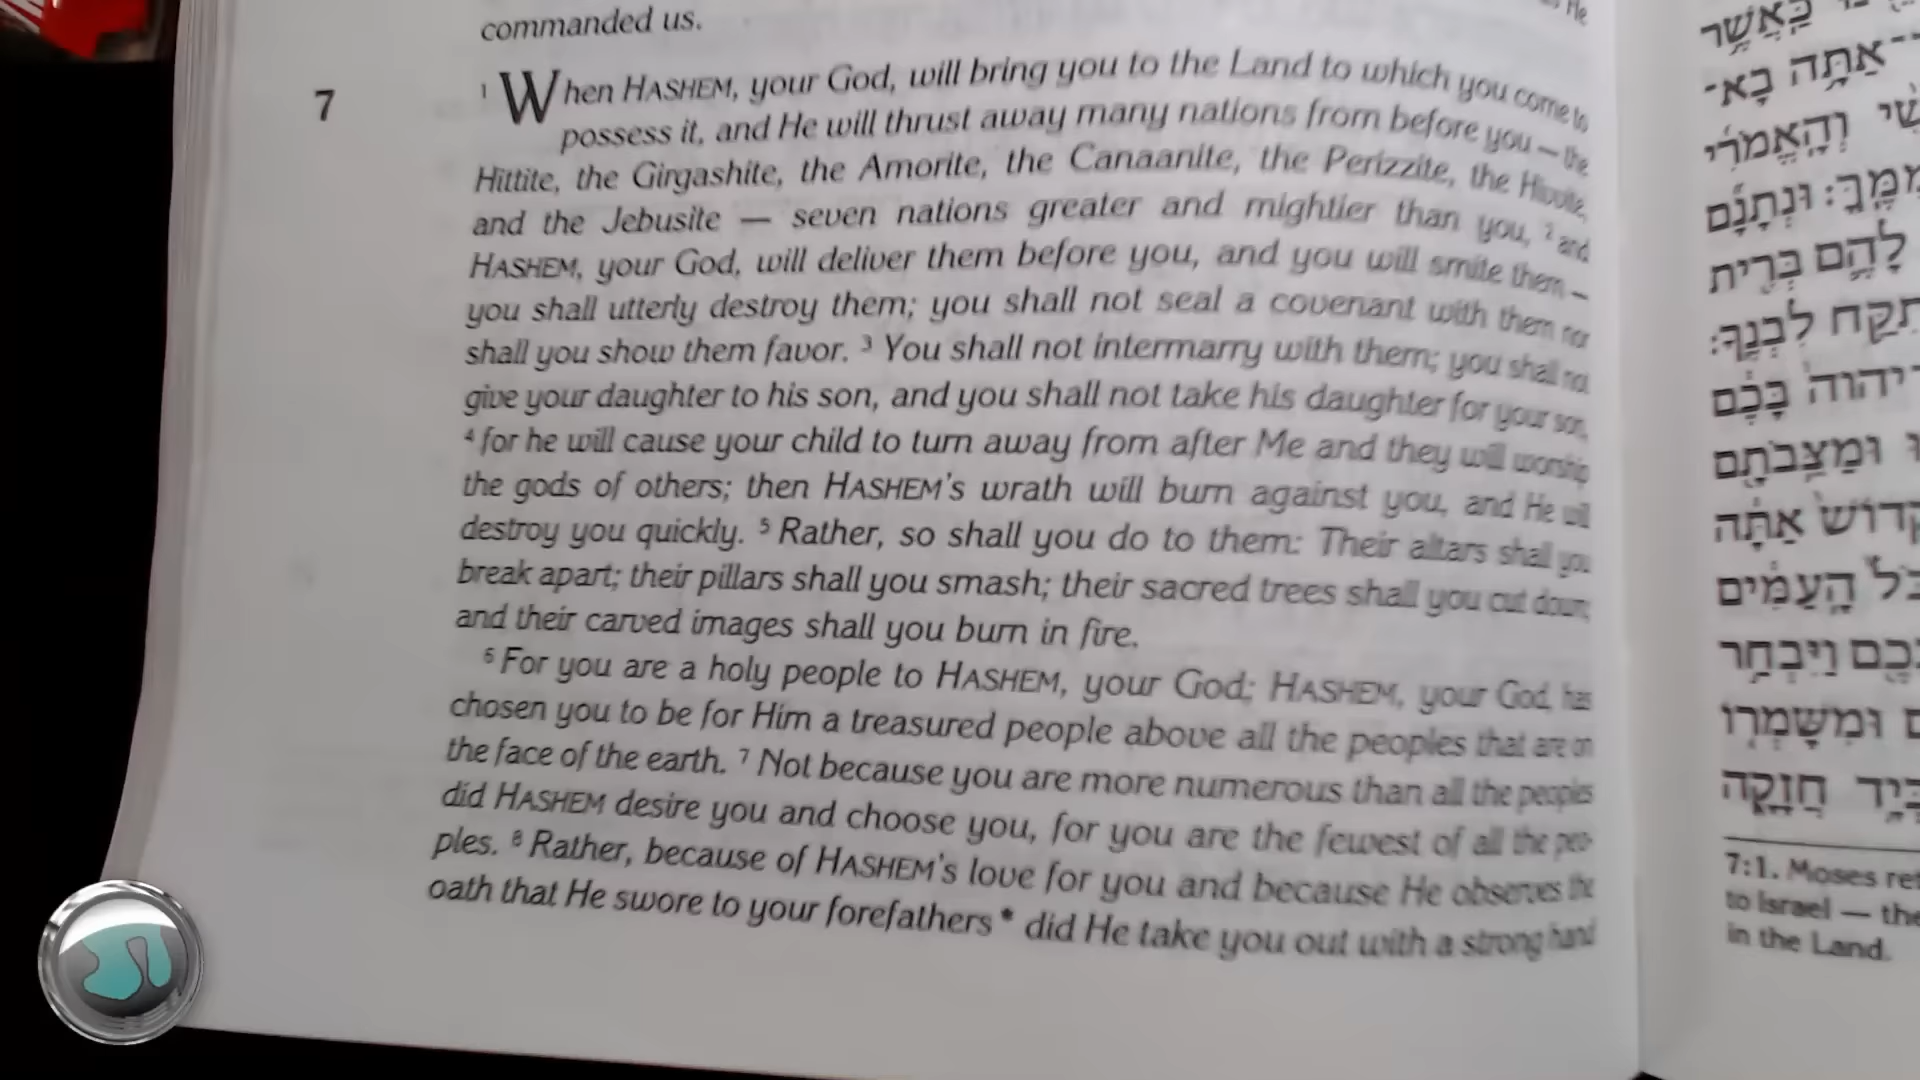 commanded us.
7
1 When HASHEM, your God, will bring you to the Land to which you come to
possess it, and He will thrust away many nations from before you — the
Hittite, the Girgashite, the Amorite, the Canaanite, the Perizzite, the Hivvite,
and the Jebusite — seven nations greater and mightier than you, 2 and
HASHEM, your God, will deliver them before you, and you will smite them —
you shall utterly destroy them; you shall not seal a covenant with them nor
shall you show them favor. 3 You shall not intermarry with them; you shall not
give your daughter to his son, and you shall not take his daughter for your son,
4 for he will cause your child to turn away from after Me and they will worship
the gods of others; then HASHEM's wrath will burn against you, and He will
destroy you quickly. 5 Rather, so shall you do to them: Their altars shall you
break apart; their pillars shall you smash; their sacred trees shall you cut down;
and their carved images shall you burn in fire.
6 For you are a holy people to HASHEM, your God; HASHEM, your God, has
chosen you to be for Him a treasured people above all the peoples that are on
the face of the earth. 7 Not because you are more numerous than all the peoples
did HASHEM desire you and choose you, for you are the fewest of all the peo-
ples. 8 Rather, because of HASHEM's love for you and because He observes the
oath that He swore to your forefathers * did He take you out with a strong hand
כַּאֲשֶׁר
אַתָּה בָא־
וְהָאֱמֹרִי
וּנְתָנָם
לָהֶם בְּרִית
תִקַּח לִבְנֶךָ:
יהוה בָּכֶם
וּמַצֵּבֹתָם
קָדוֹשׁ אַתָּה
הָעַמִּים
וַיִּבְחַר
וּמִשָּׁמְרוֹ
בְּיָד חֲזָקָה
7:1. Moses
to Israel — the
in the Land.